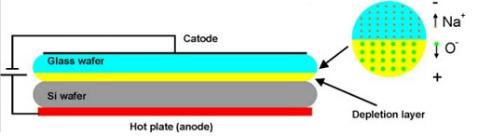 -
Na+
Catode
O-
Glass wafer
+
Si wafer
Depletion layer
Hot plate (anode)